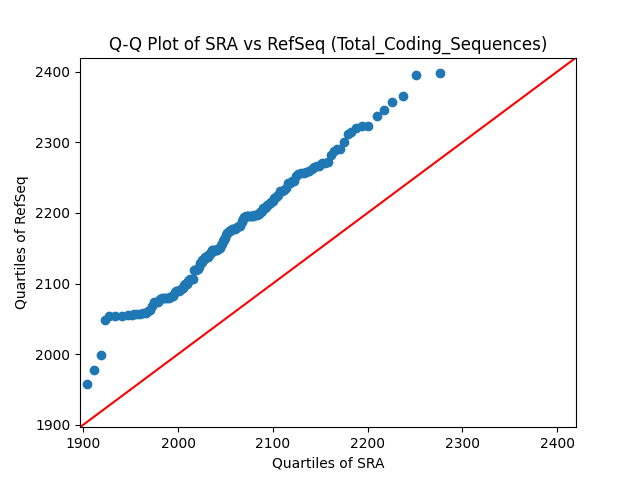 Q-Q Plot of SRA vs RefSeq (Total_Coding_Sequences)
Quartiles of RefSeq
2400
2300
2200
2100
2000
1900
1900 2000 2100 2200 2300 2400
Quartiles of SRA